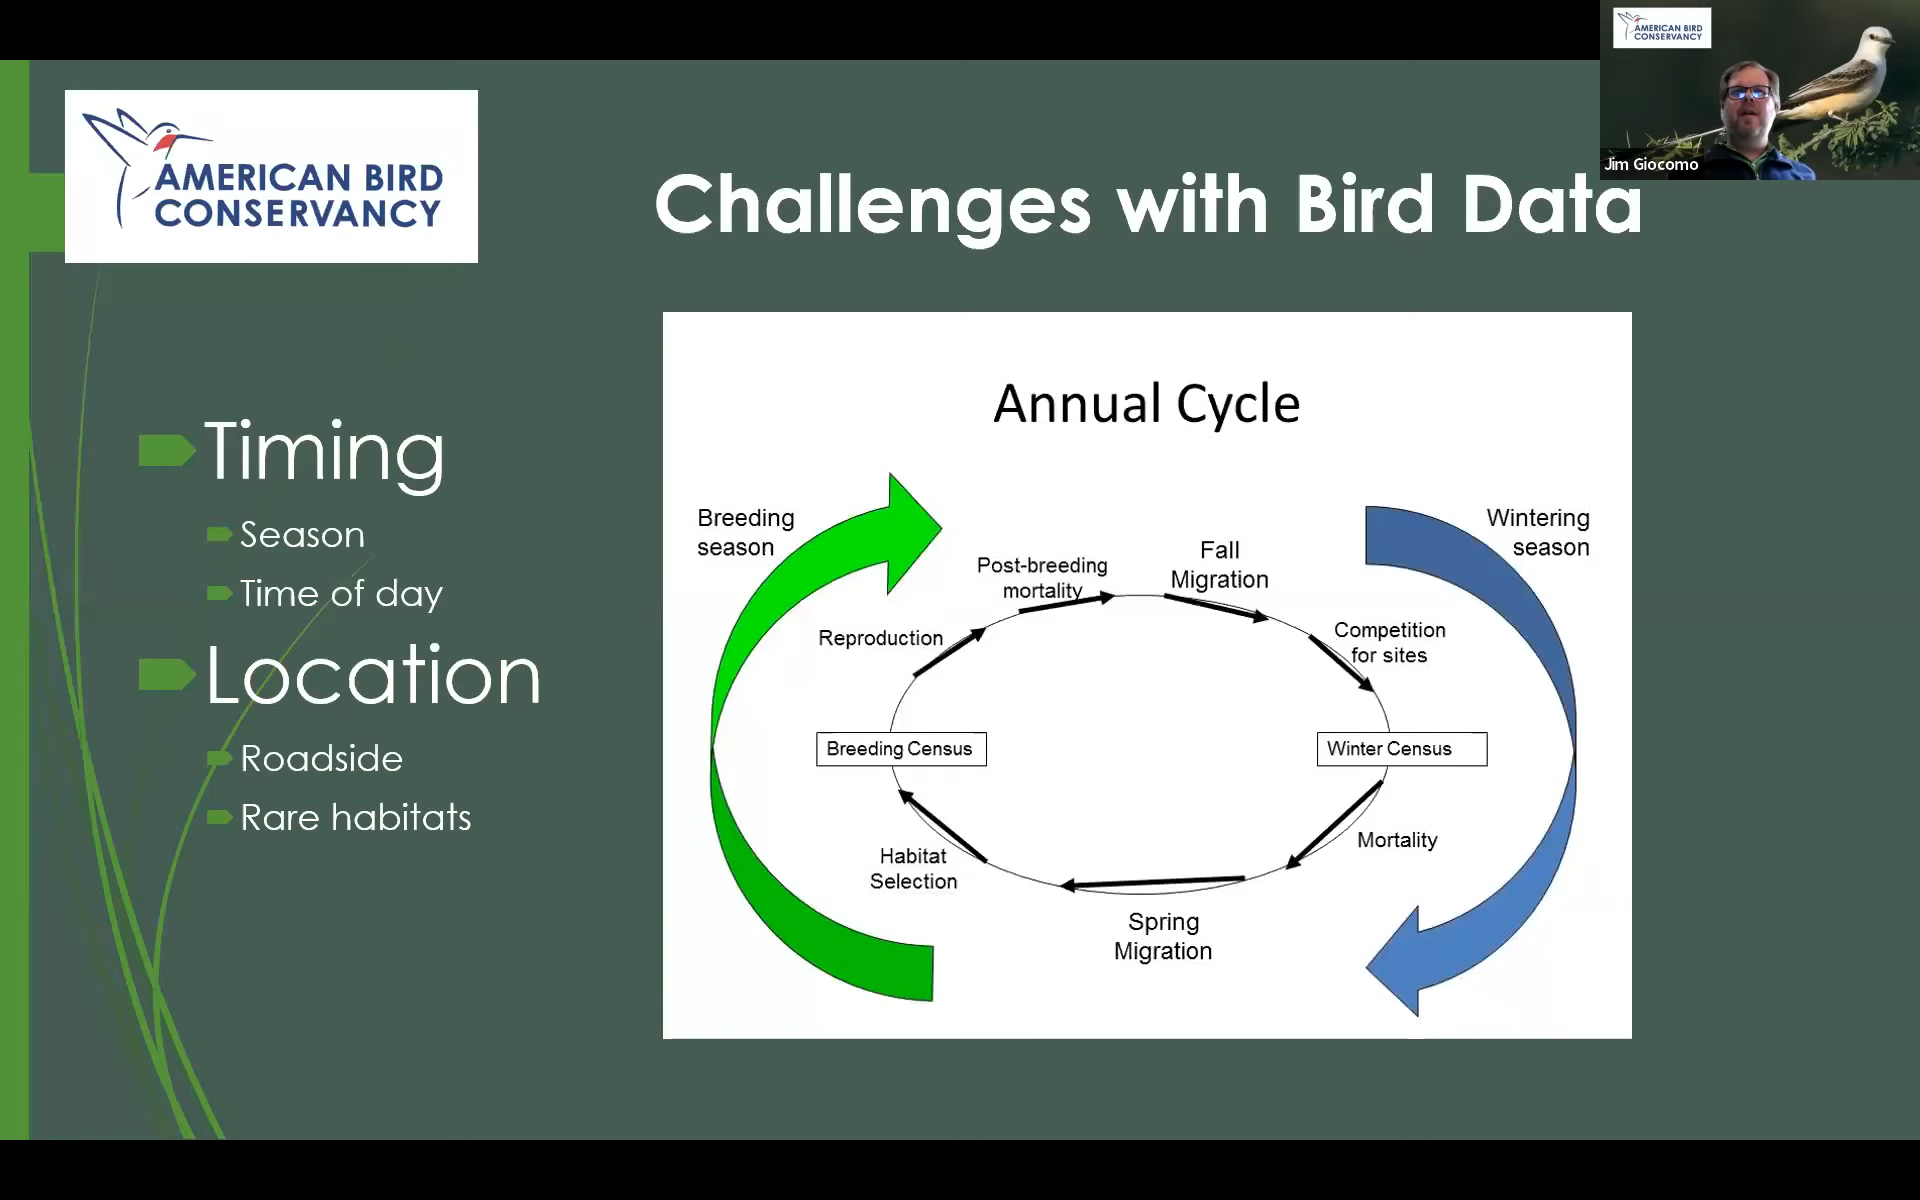 AMERICAN BIRD
CONSERVANCY
Jim Giocomo
AMERICAN BIRD
CONSERVANCY
Challenges with Bird Data
Timing
Season
Time of day
Location
Roadside
Rare habitats
Annual Cycle
Breeding
season
Wintering
season
Post-breeding
mortality
Fall
Migration
Reproduction
Competition
for sites
Breeding Census
Winter Census
Habitat
Selection
Mortality
Spring
Migration